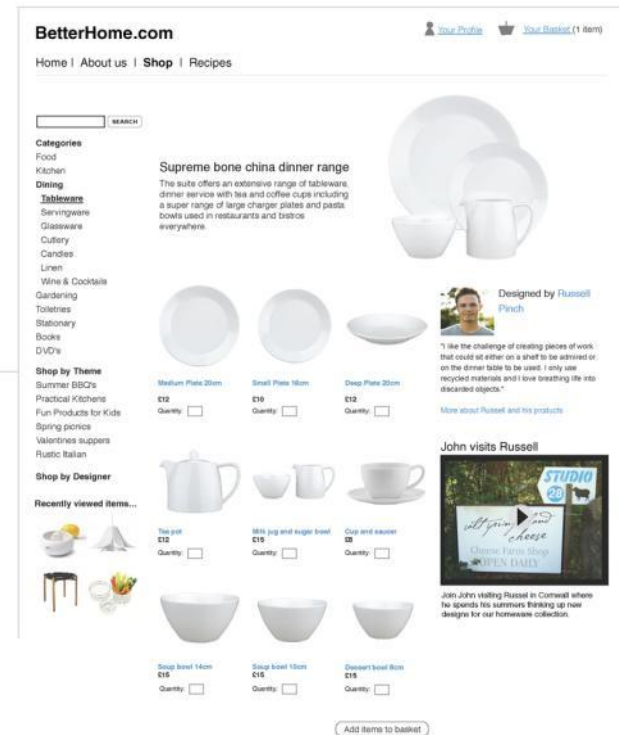 BetterHome.com
Your Profile
Your Basket (1 item)
Home | About us | Shop | Recipes
SEARCH
Categories
Food
Kitchen
Dining
Tableware
Servingware
Glassware
Cutlery
Candles
Linen
Wine & Cocktails
Gardening
Toiletries
Stationary
Books
DVD's
Shop by Theme
Summer BBQ's
Practical Kitchens
Fun Products for Kids
Spring picnics
Valentines suppers
Rustic Italian
Shop by Designer
Recently viewed items...
Supreme bone china dinner range
The suite offers an extensive range of tableware,
dinner service with tea and coffee cups including
a super range of large charger plates and pasta
bowls used in restaurants and bistros
everywhere.
Medium Plate 20cm
£12
Quantity:
Small Plate 16cm
£10
Quantity:
Deep Plate 20cm
£12
Quantity:
Tea pot
£12
Quantity:
Milk jug and suger bowl
£15
Quantity:
Cup and saucer
£8
Quantity:
Soup bowl 14cm
£15
Quantity:
Soup bowl 10cm
£15
Quantity:
Dessert bowl 8cm
£15
Quantity:
Add items to basket
Designed by Russell
Pinch
"I like the challenge of creating pieces of work
that could sit either on a shelf to be admired or
on the dinner table to be used. I only use
recycled materials and I love breathing life into
discarded objects."
More about Russell and his products
John visits Russell
STUDIO
28
salt spring and
cheese
Cheese Farm Shop
OPEN DAILY
Join John visiting Russel in Cornwall where
he spends his summers thinking up new
designs for our homeware collection.